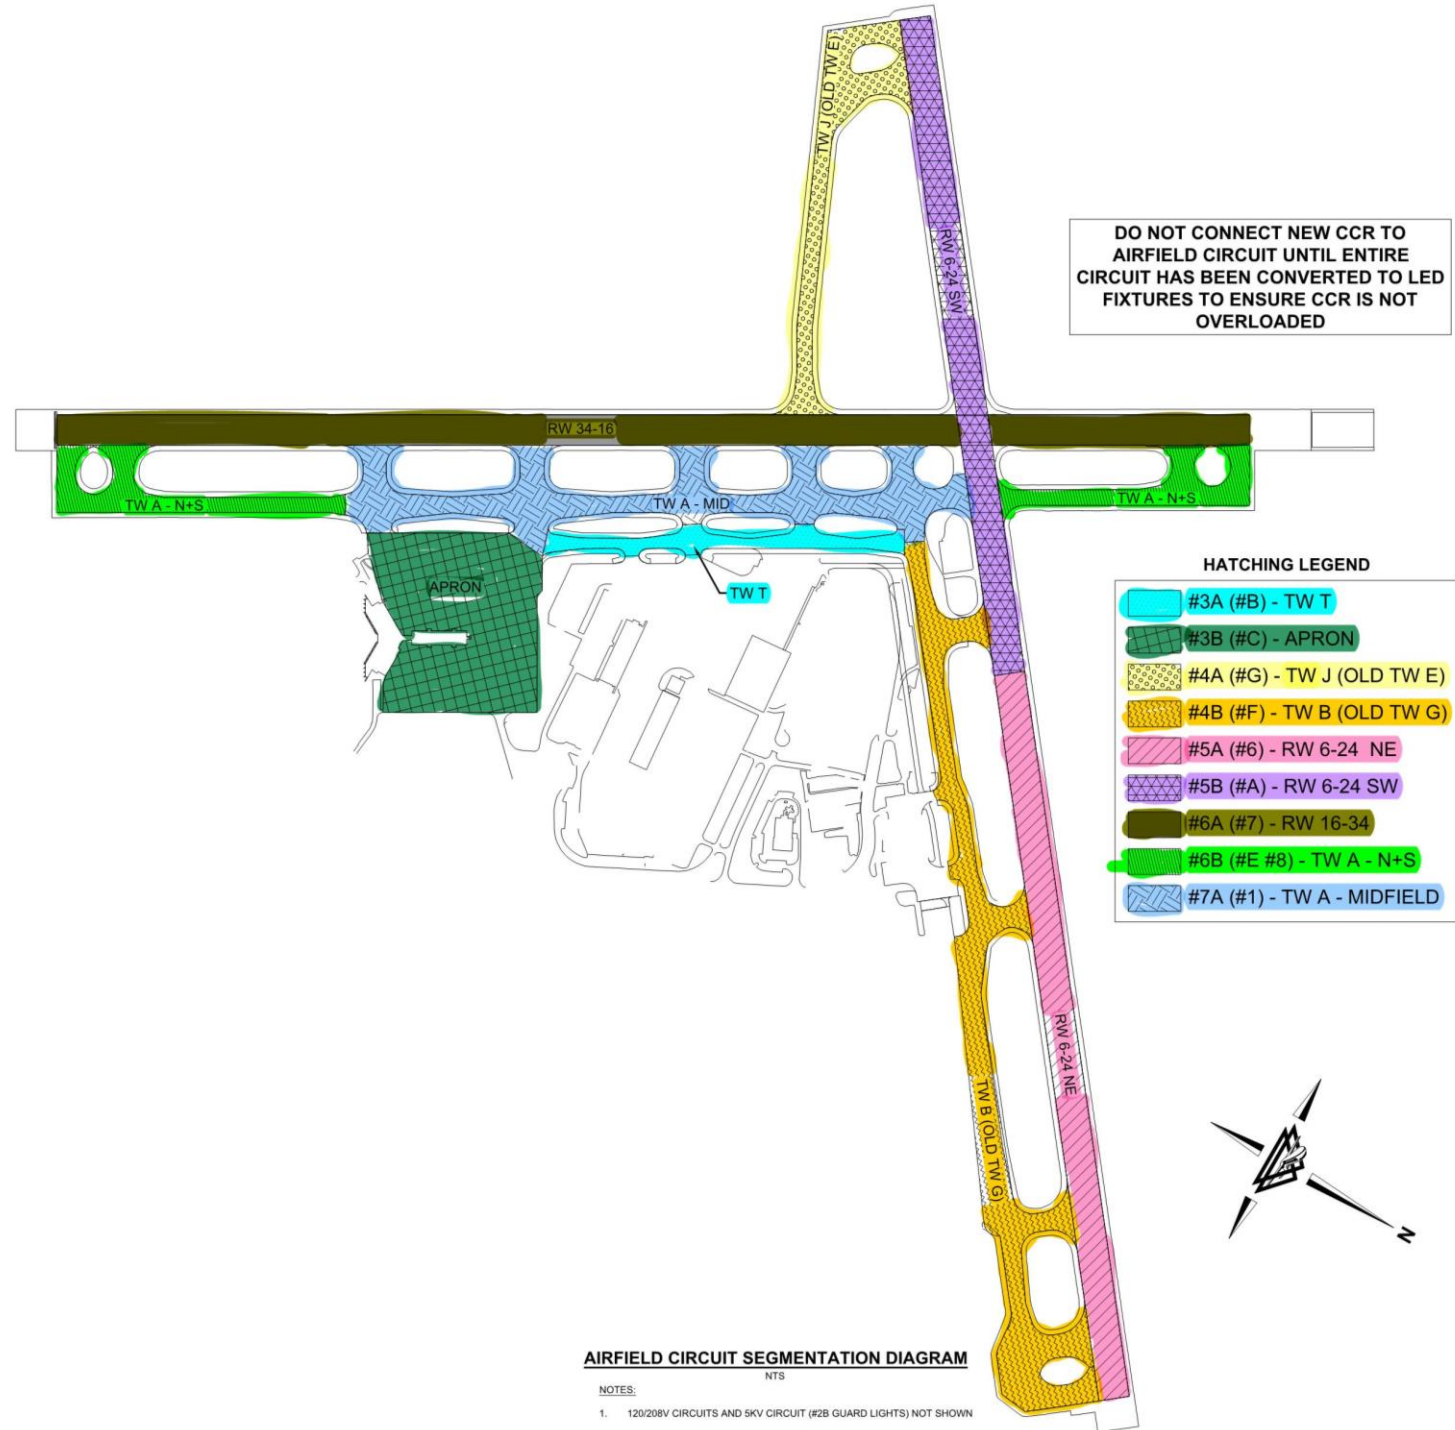 TW J (OLD TW E)
RW 6-24 SW
DO NOT CONNECT NEW CCR TO
AIRFIELD CIRCUIT UNTIL ENTIRE
CIRCUIT HAS BEEN CONVERTED TO LED
FIXTURES TO ENSURE CCR IS NOT
OVERLOADED
RW 34-16
TW A - N+S
TW A - MID
TW A - N+S
APRON
TW T
HATCHING LEGEND
#3A (#B) - TW T
#3B (#C) - APRON
#4A (#G) - TW J (OLD TW E)
#4B (#F) - TW B (OLD TW G)
#5A (#6) - RW 6-24 NE
#5B (#A) - RW 6-24 SW
#6A (#7) - RW 16-34
#6B (#E #8) - TW A - N+S
#7A (#1) - TW A - MIDFIELD
RW 6-24 NE
TW B (OLD TW G)
N
AIRFIELD CIRCUIT SEGMENTATION DIAGRAM
NTS
NOTES:
1. 120/208V CIRCUITS AND 5KV CIRCUIT (#2B GUARD LIGHTS) NOT SHOWN